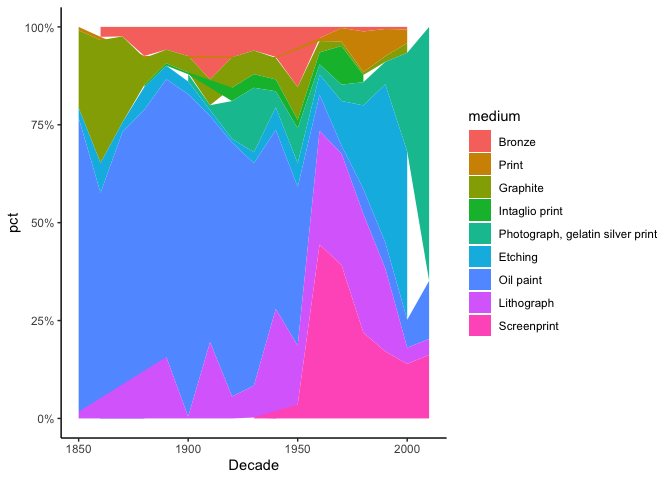 100%
75%
50%
25%
0%
pct
1850
1900
1950
2000
Decade
medium
Bronze
Print
Graphite
Intaglio print
Photograph, gelatin silver print
Etching
Oil paint
Lithograph
Screenprint